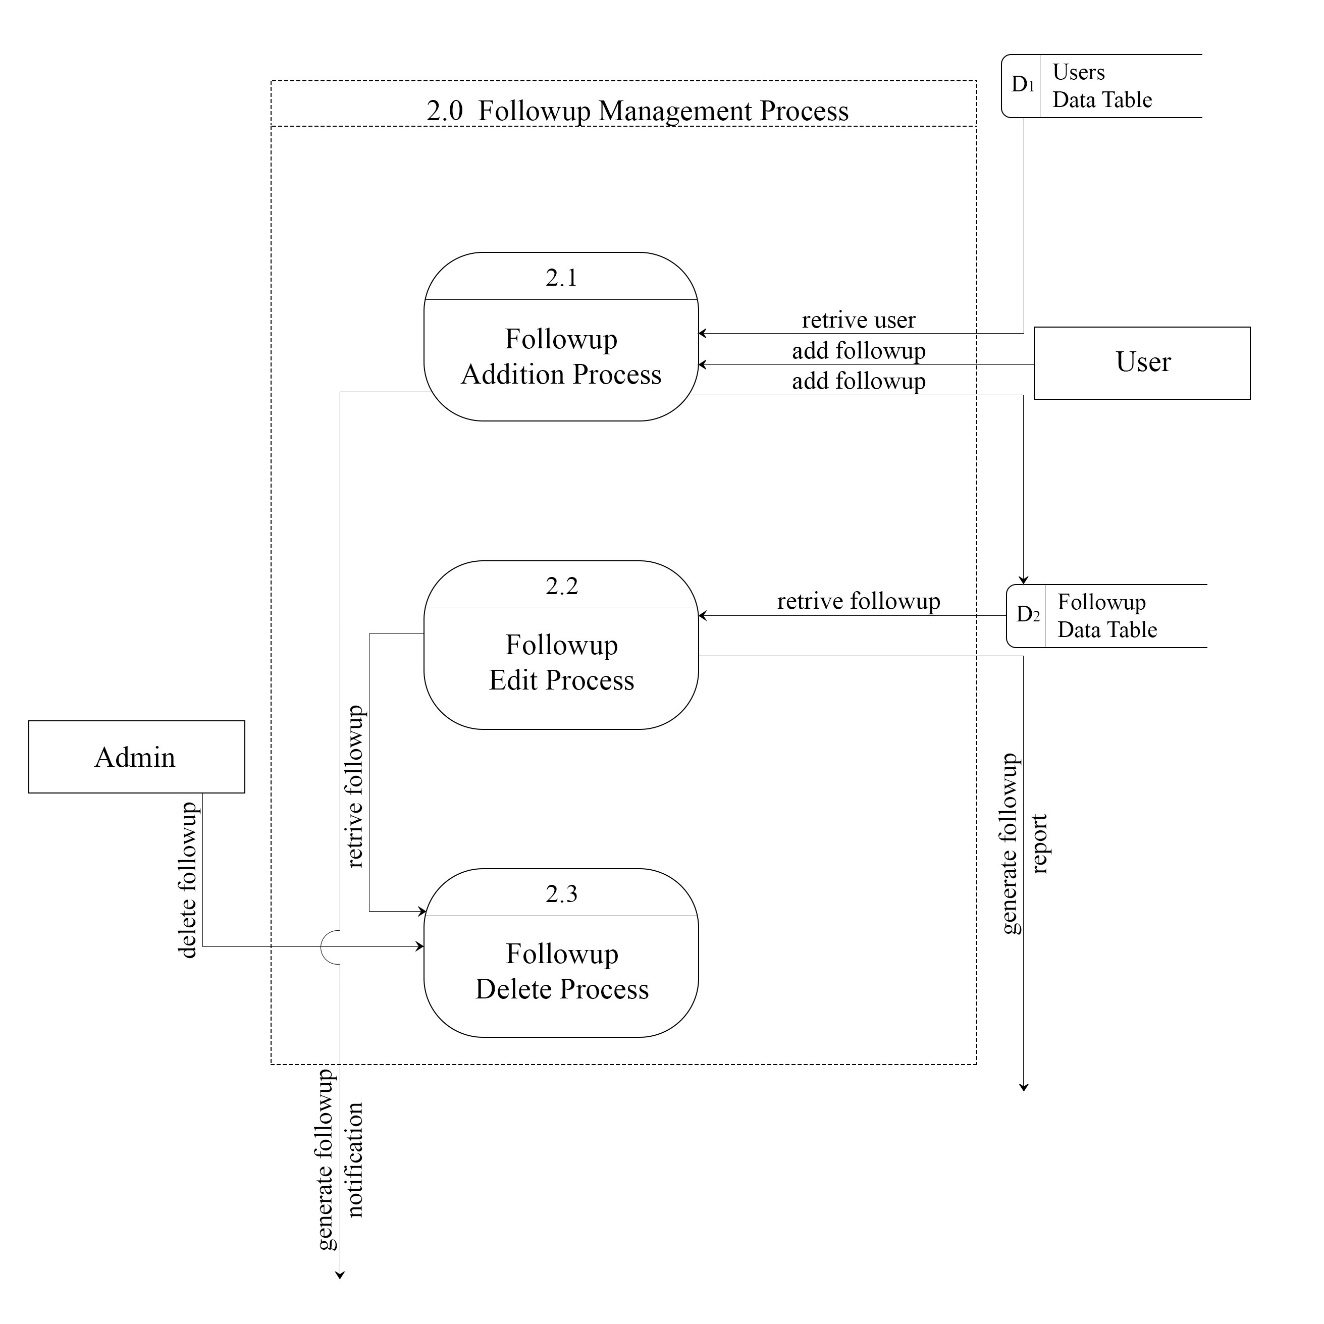 D1
Users
Data Table
2.0 Followup Management Process
2.1
Followup
Addition Process
retrive user
add followup
add followup
User
2.2
Followup
Edit Process
retrive followup
D2
Followup
Data Table
Admin
delete followup
retrive followup
2.3
Followup
Delete Process
generate followup
report
generate followup
notification